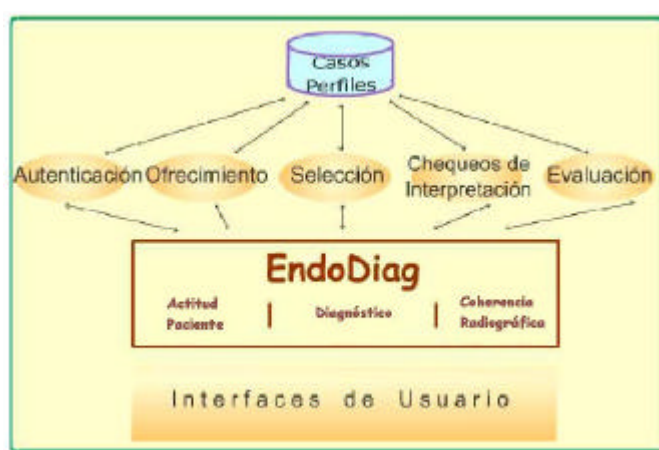 Casos
Perfiles
Autenticación Ofrecimiento Selección Chequeos de Interpretación Evaluación
EndoDiag
Actitud Paciente | Diagnóstico | Coherencia Radiográfica
Interfaces de Usuario